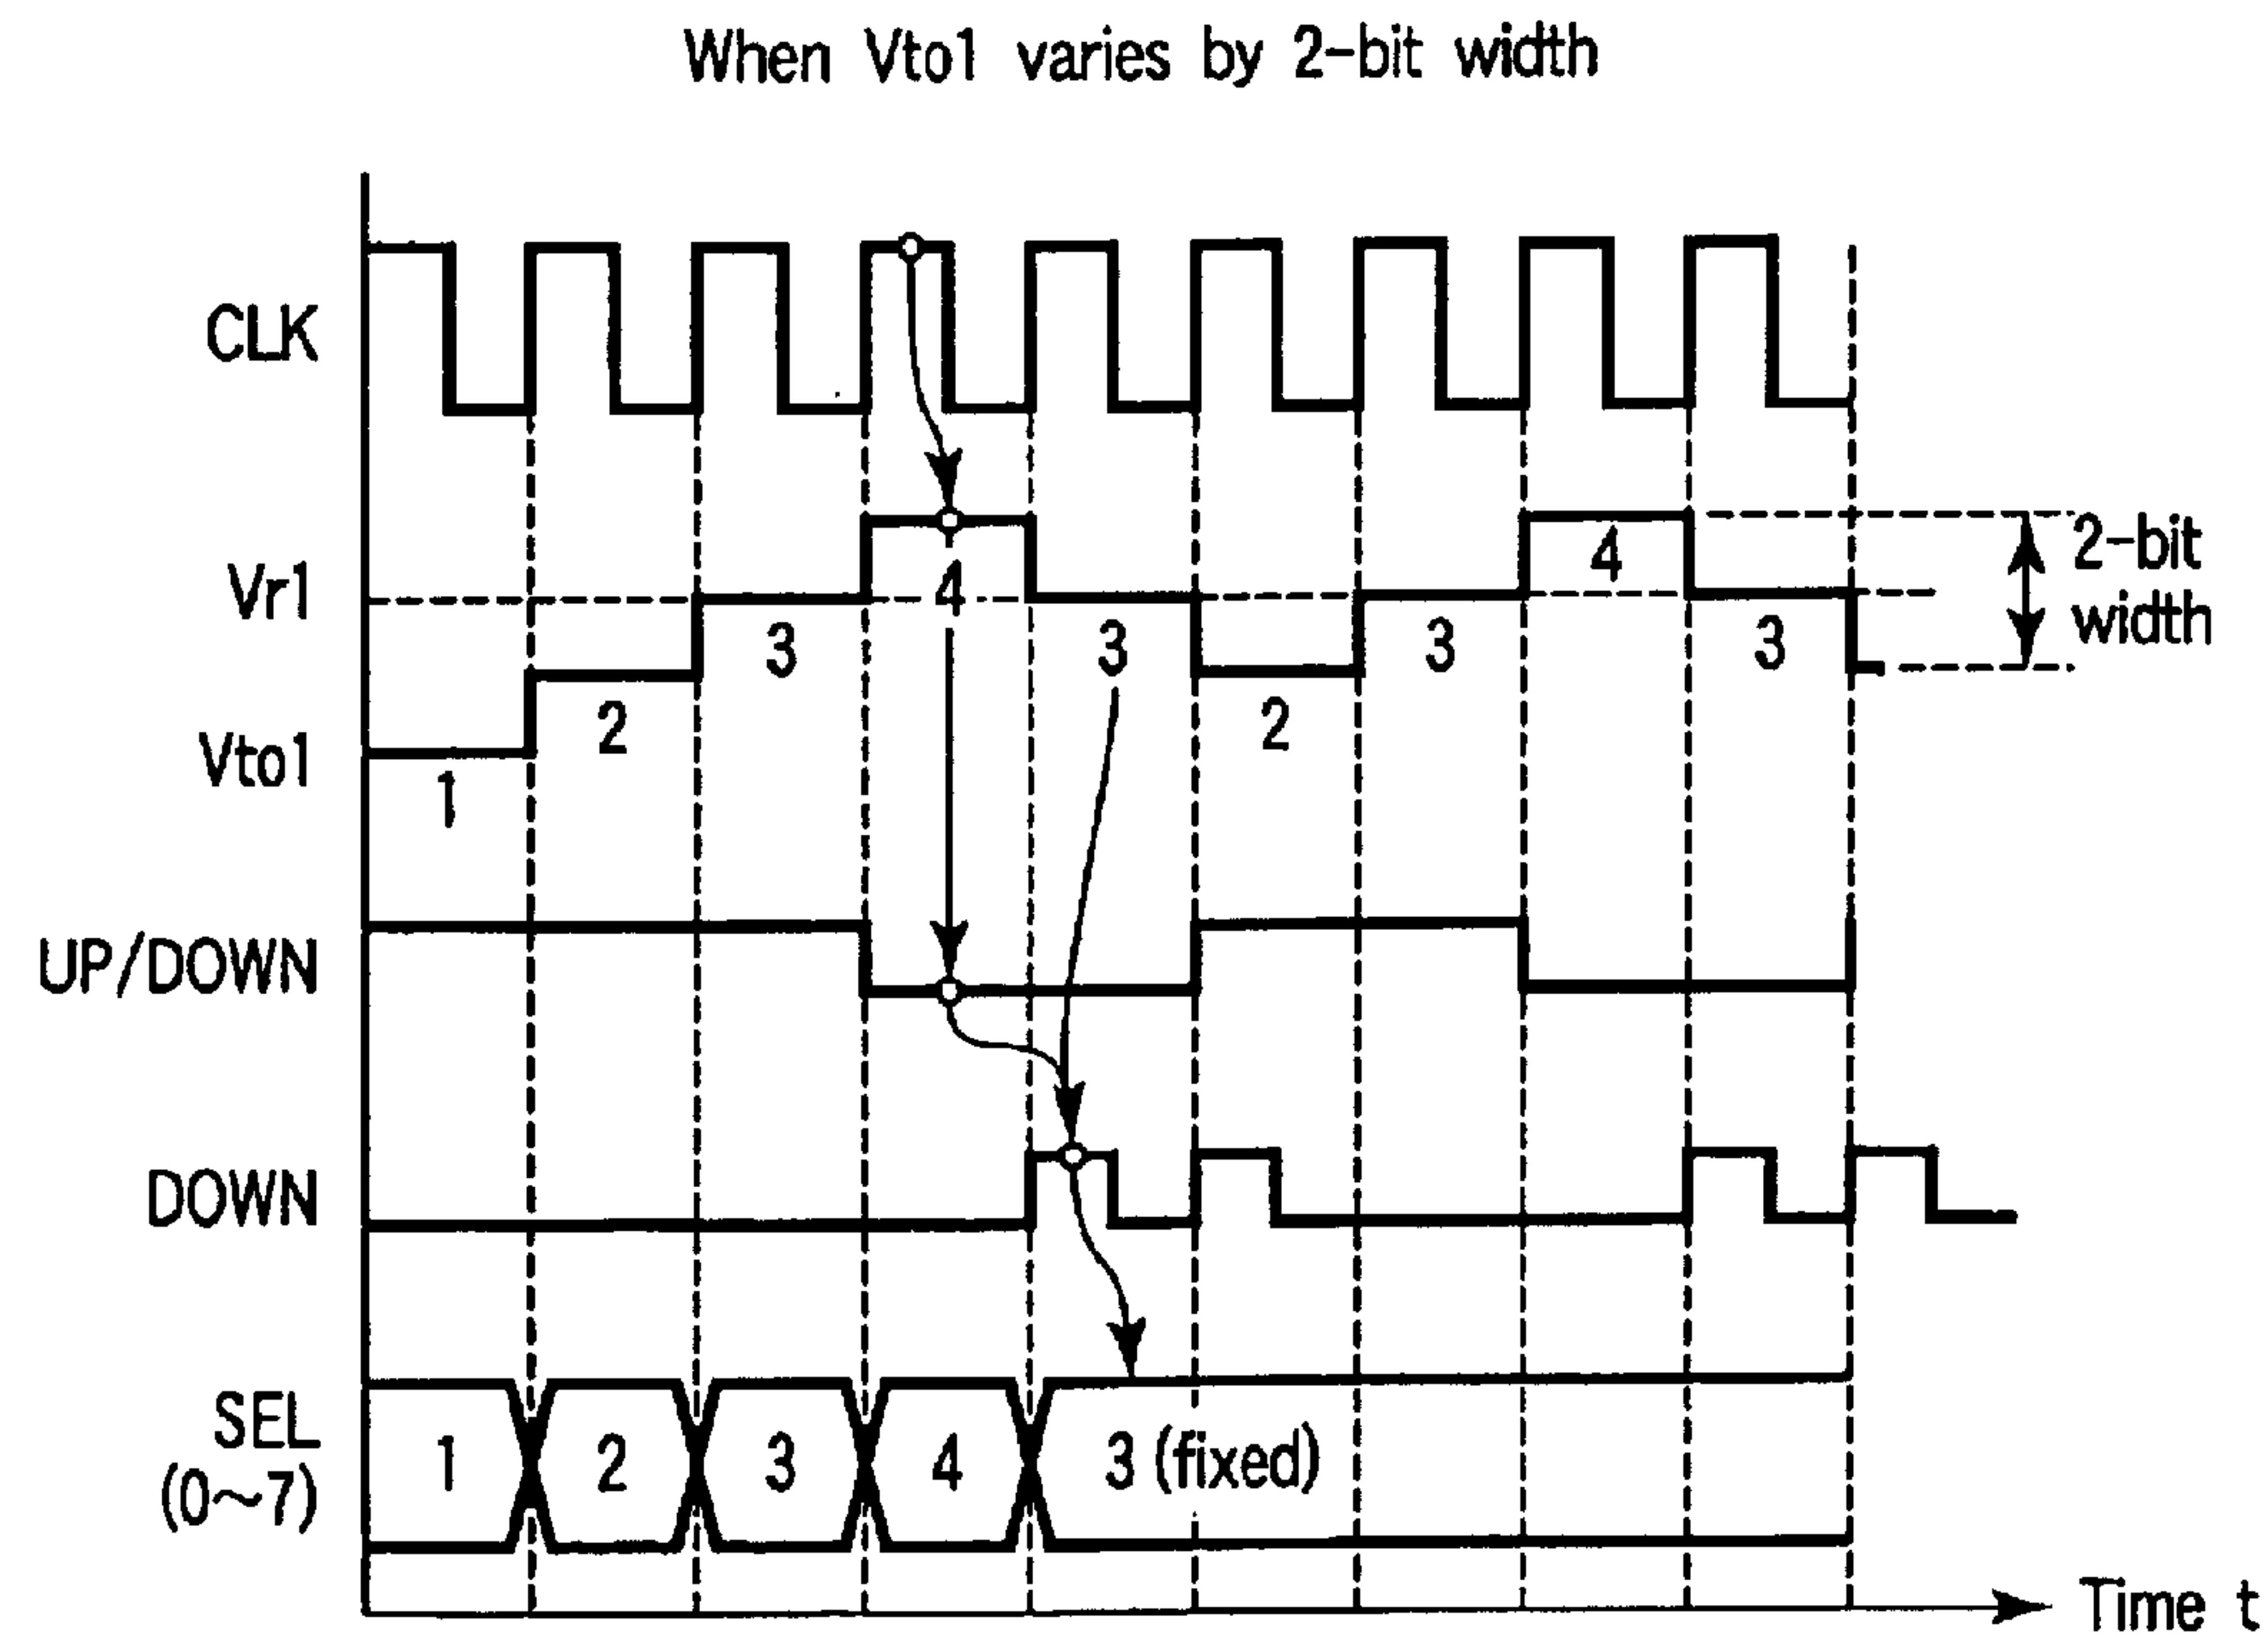 When Vto1 varies by 2-bit width
CLK
Vr1
4
4
2-bit
width
3
3
3
3
2
2
Vto1
1
UP/DOWN
DOWN
SEL
(0~7)
1
2
3
4
3 (fixed)
Time t